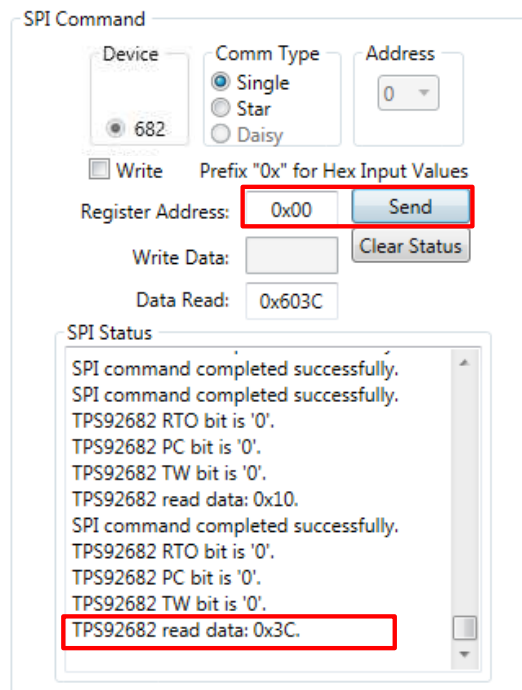 SPI Command
Device
Comm Type
Address
Single
Star
Daisy
682
0
Write
Prefix "0x" for Hex Input Values
Register Address:
0x00
Send
Clear Status
Write Data:
Data Read:
0x603C
SPI Status
SPI command completed successfully.
SPI command completed successfully.
TPS92682 RTO bit is '0'.
TPS92682 PC bit is '0'.
TPS92682 TW bit is '0'.
TPS92682 read data: 0x10.
SPI command completed successfully.
TPS92682 RTO bit is '0'.
TPS92682 PC bit is '0'.
TPS92682 TW bit is '0'.
TPS92682 read data: 0x3C.